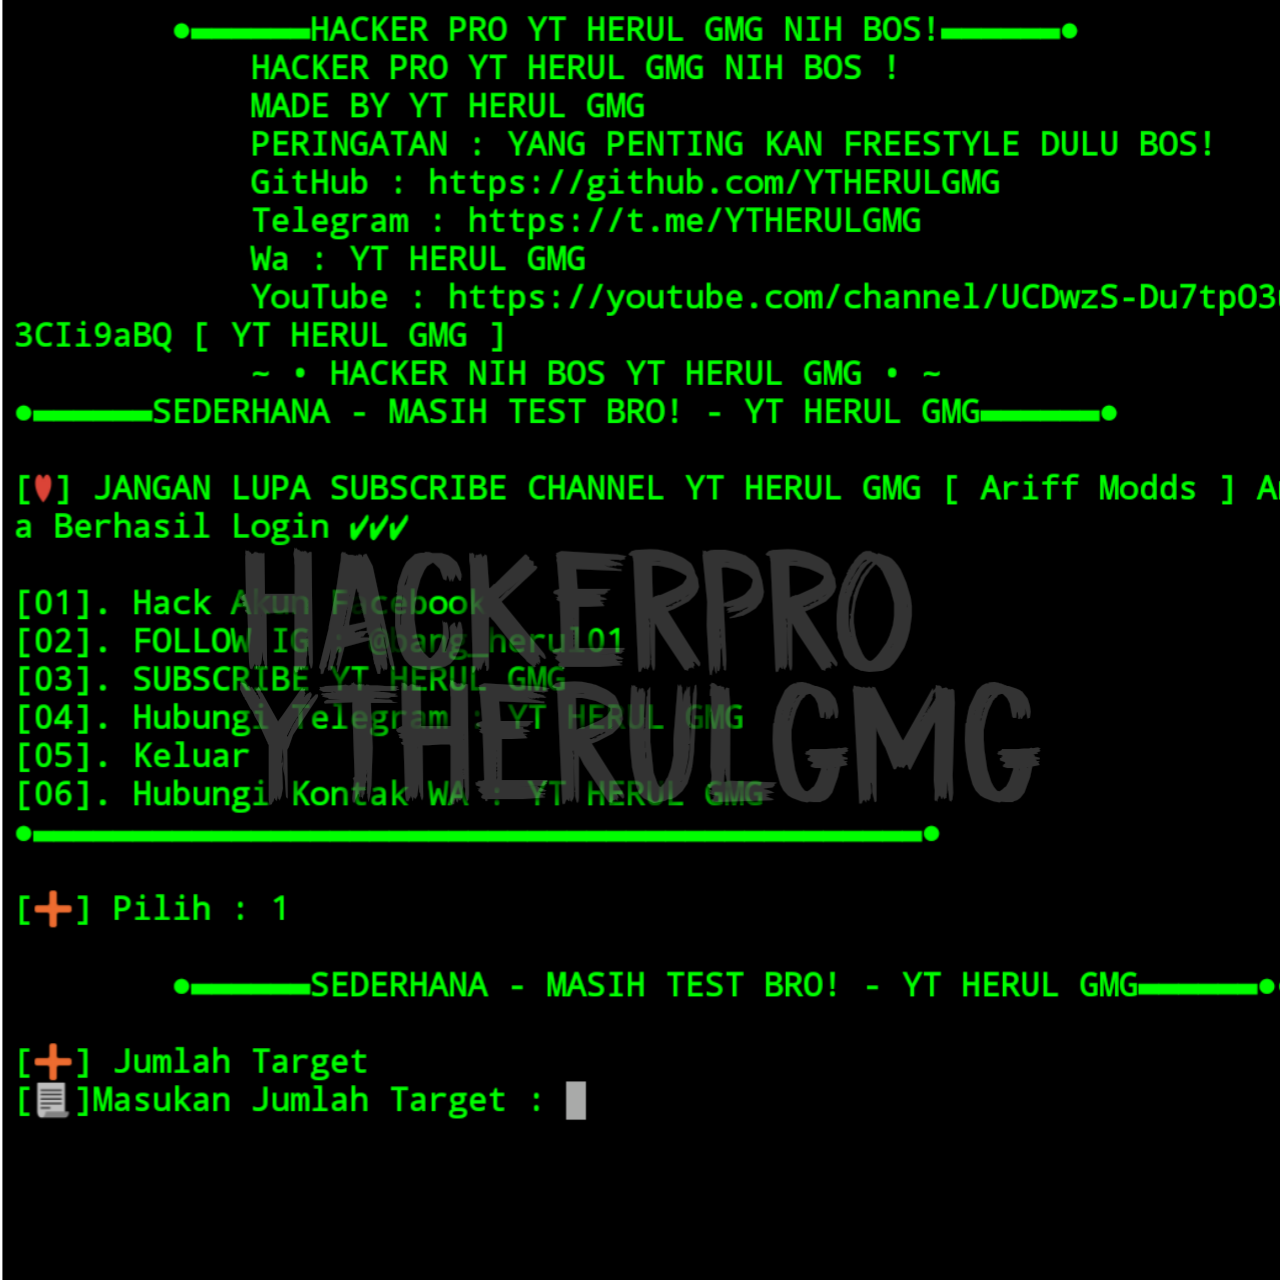 ●▬▬▬▬▬▬HACKER PRO YT HERUL GMG NIH BOS!▬▬▬▬▬▬●
HACKER PRO YT HERUL GMG NIH BOS !
MADE BY YT HERUL GMG
PERINGATAN : YANG PENTING KAN FREESTYLE DULU BOS!
GitHub : https://github.com/YTHERULGMG
Telegram : https://t.me/YTHERULGMG
Wa : YT HERUL GMG
YouTube : https://youtube.com/channel/UCDwzS-Du7tpO3
3CIi9aBQ [ YT HERUL GMG ]
~ • HACKER NIH BOS YT HERUL GMG • ~
●▬▬▬▬▬▬SEDERHANA - MASIH TEST BRO! - YT HERUL GMG▬▬▬▬▬▬●
[♥] JANGAN LUPA SUBSCRIBE CHANNEL YT HERUL GMG [ Ariff Modds ]
a Berhasil Login ✔✔✔
[01]. Hack Akun Facebook
[02]. FOLLOW IG : @bang_herul01
[03]. SUBSCRIBE YT HERUL GMG
[04]. Hubungi Telegram : YT HERUL GMG
[05]. Keluar
[06]. Hubungi Kontak WA : YT HERUL GMG
HACKERPRO
YTHERULGMG
[➕] Pilih : 1
●▬▬▬▬▬▬SEDERHANA - MASIH TEST BRO! - YT HERUL GMG▬▬▬▬▬▬●
[➕] Jumlah Target
[📜]Masukan Jumlah Target :